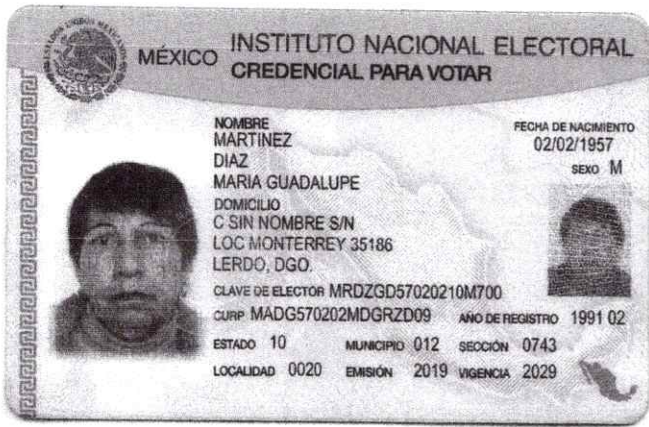 MÉXICO INSTITUTO NACIONAL ELECTORAL
CREDENCIAL PARA VOTAR
NOMBRE
MARTINEZ
DIAZ
MARIA GUADALUPE
FECHA DE NACIMIENTO
02/02/1957
SEXO M
DOMICILIO
C SIN NOMBRE S/N
LOC MONTERREY 35186
LERDO, DGO.
CLAVE DE ELECTOR MRDZGD57020210M700
CURP MADG570202MDGRZD09 AÑO DE REGISTRO 1991 02
ESTADO 10 MUNICIPIO 012 SECCIÓN 0743
LOCALIDAD 0020 EMISIÓN 2019 VIGENCIA 2029